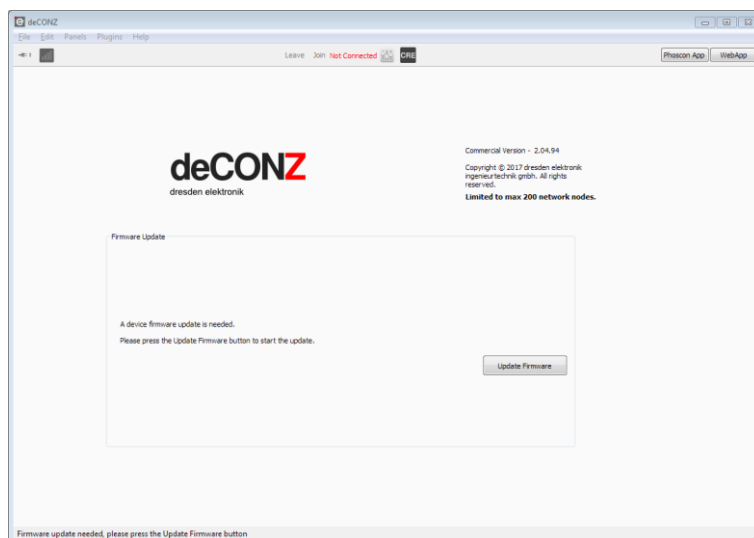 deCONZ
File Edit Panels Plugins Help
Leave Join Not Connected CRE Phoscon App WebApp
deCONZ
dresden elektronik
Commercial Version - 2.04.94
Copyright © 2017 dresden elektronik
ingenieurtechnik gmbh. All rights
reserved.
Limited to max 200 network nodes.
Firmware Update
A device firmware update is needed.
Please press the Update Firmware button to start the update.
Update Firmware
Firmware update needed, please press the Update Firmware button